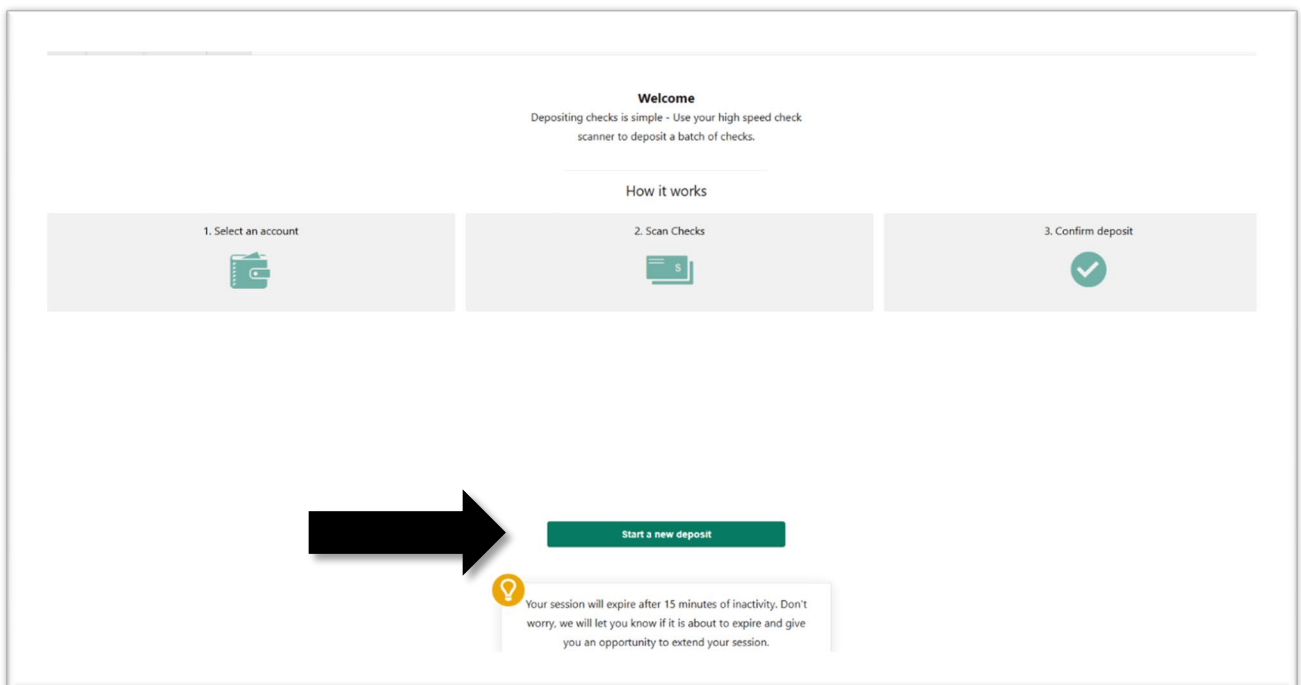 Welcome
Depositing checks is simple - Use your high speed check
scanner to deposit a batch of checks.
How it works
1. Select an account
2. Scan Checks
3. Confirm deposit
S
Start a new deposit
Your session will expire after 15 minutes of inactivity. Don't
worry, we will let you know if it is about to expire and give
you an opportunity to extend your session.